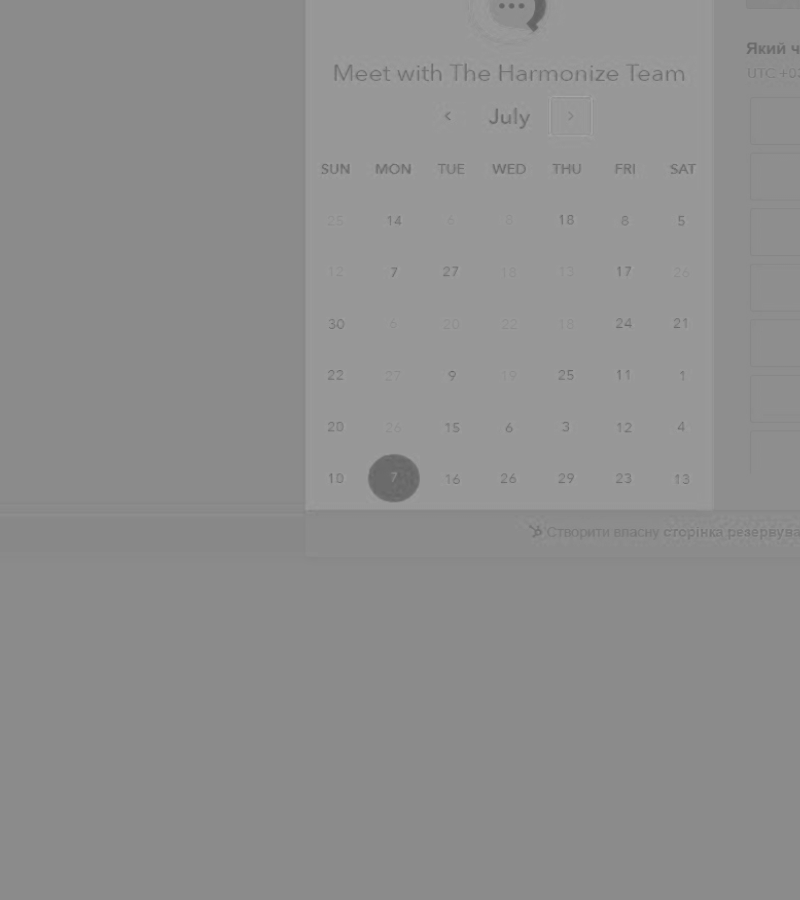 Meet with The Harmonize Team
July
SUN MON TUE WED THU FRI SAT
25 14 6 8 18 8 5
12 7 27 18 13 17 26
30 6 20 22 18 24 21
22 27 9 19 25 11 1
20 26 15 6 3 12 4
10 7 16 26 29 23 13
Створити власну сторінка резервува
Який ч
UTC +0